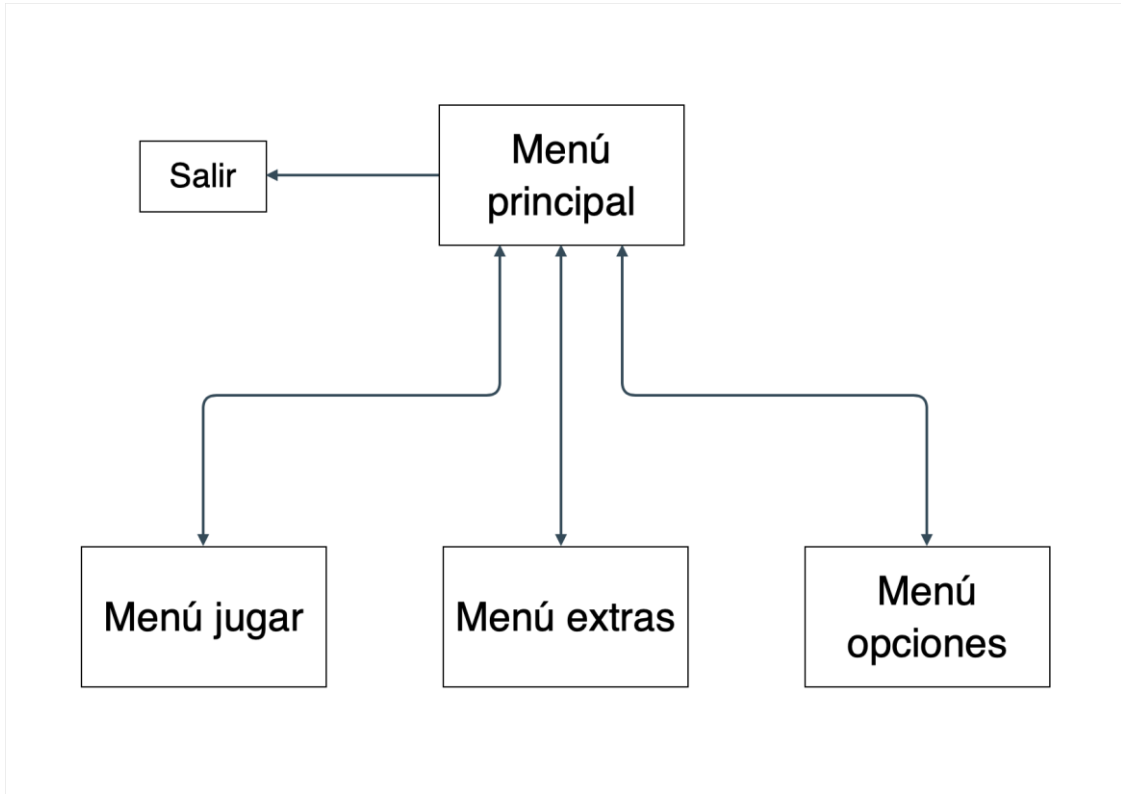 Menú
principal
Salir
Menú jugar
Menú extras
Menú
opciones